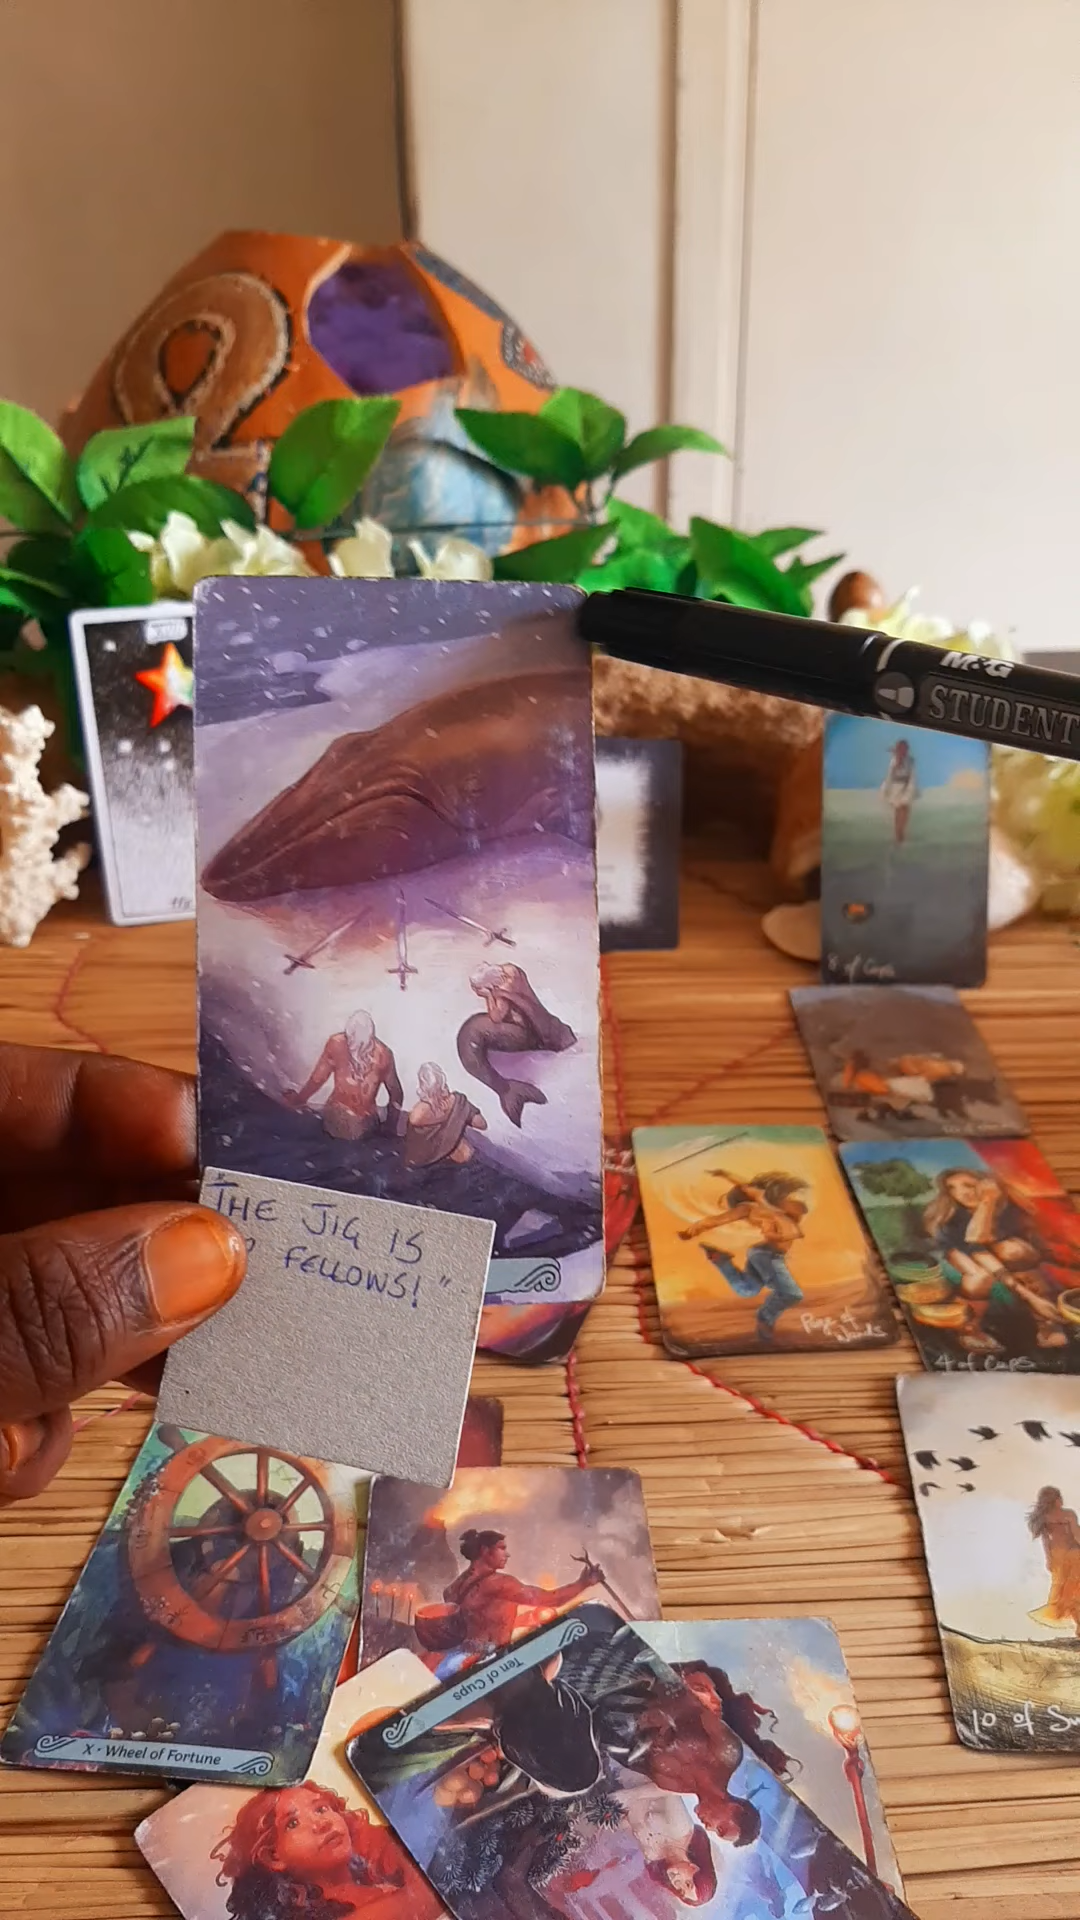 M&G
STUDENT
8 of Cups
"THE JIG IS
FELLOWS!"
Page of
Wands
4 of Cups
10 of Sw
Ten of Cups
X · Wheel of Fortune